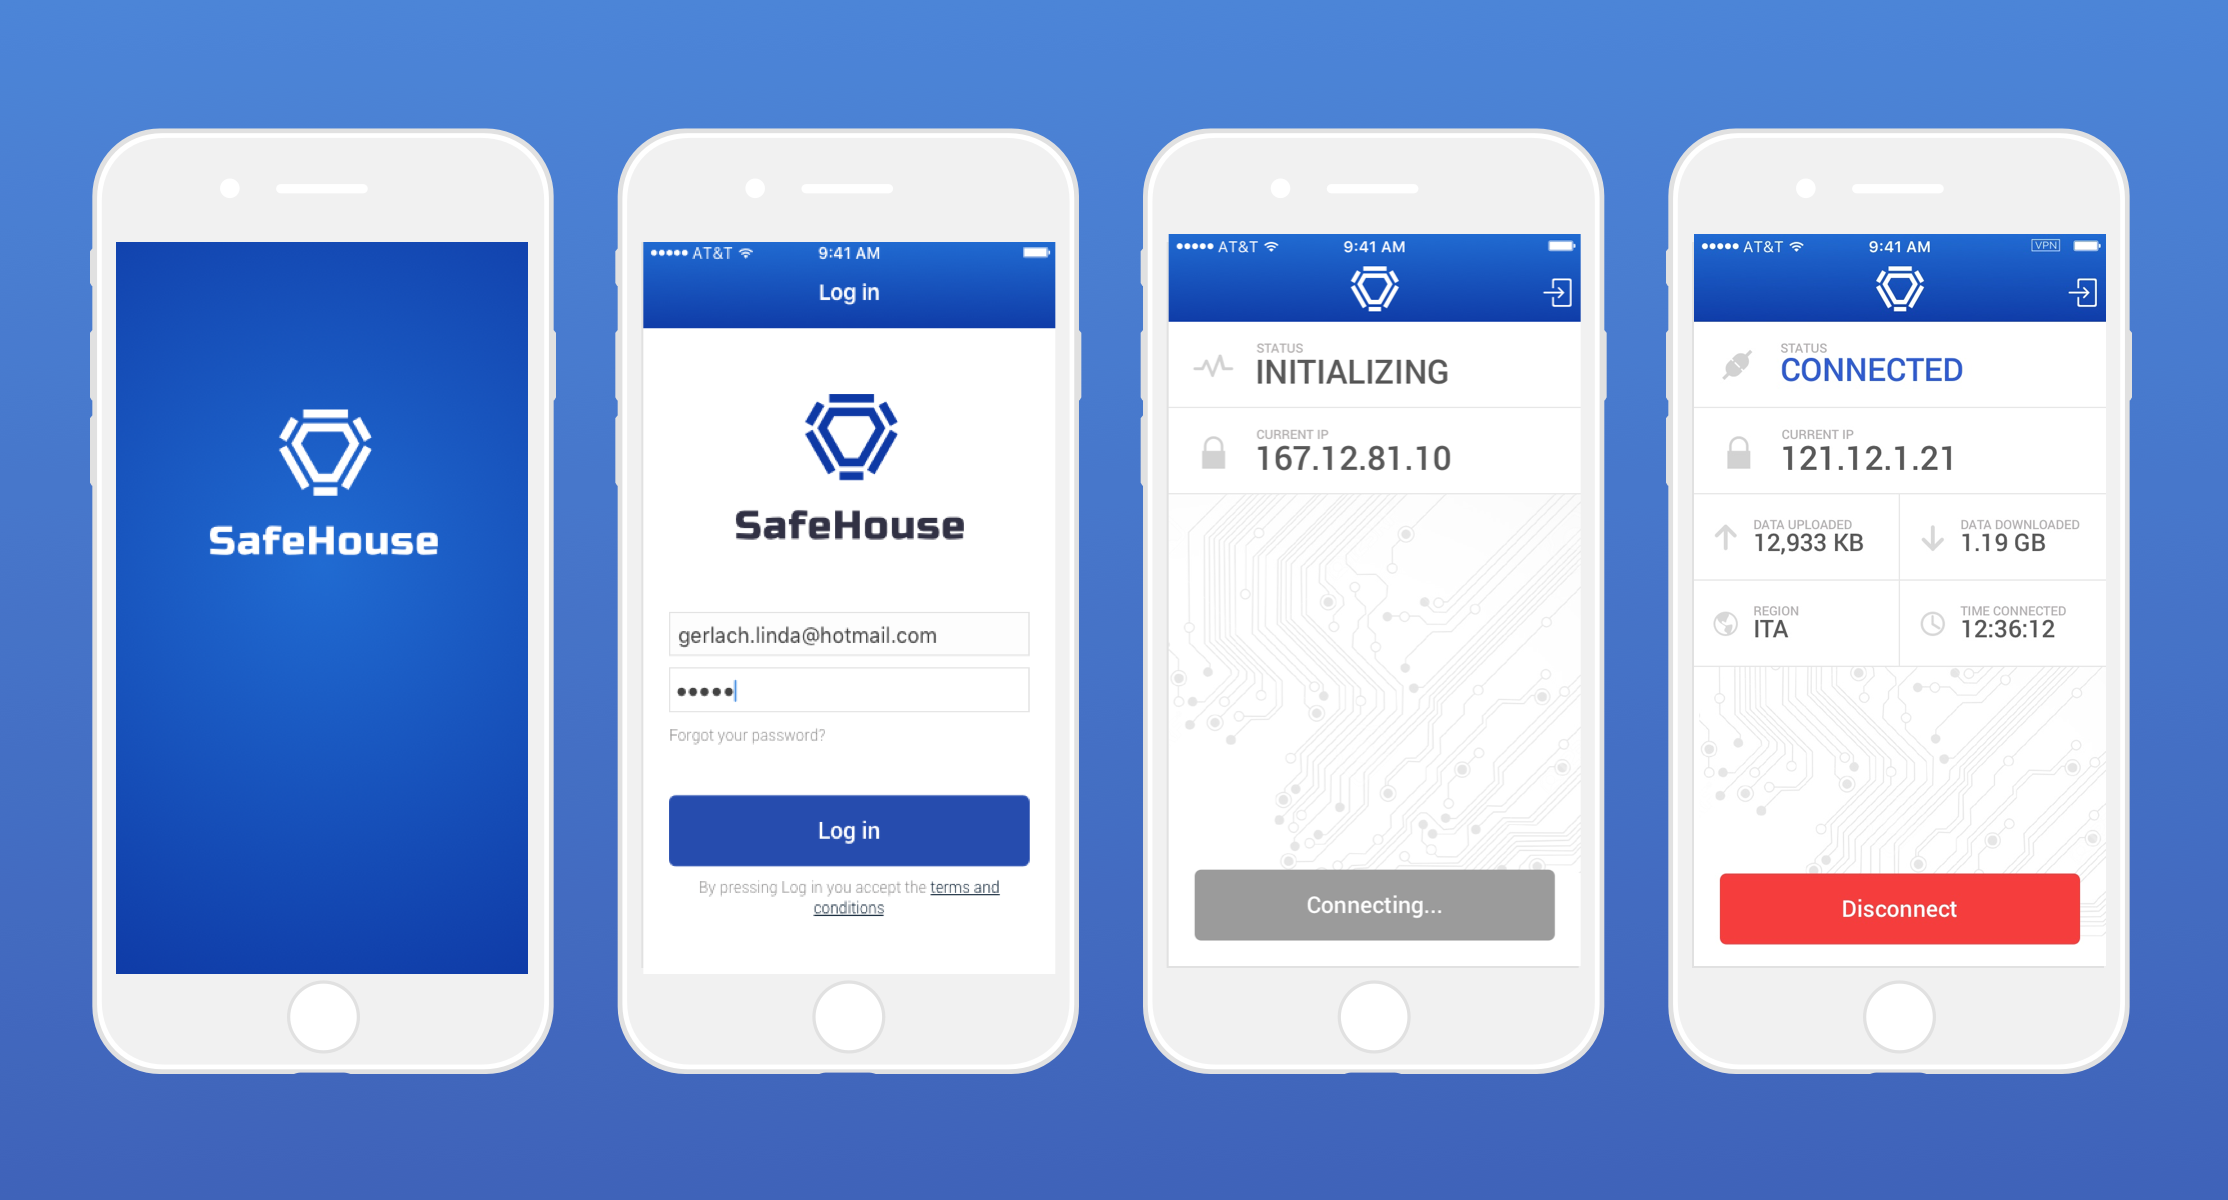 SafeHouse
AT&T 9:41 AM
Log in
SafeHouse
gerlach.linda@hotmail.com
•••••
Forgot your password?
Log in
By pressing Log in you accept the terms and
conditions
AT&T 9:41 AM
STATUS
INITIALIZING
CURRENT IP
167.12.81.10
Connecting...
AT&T 9:41 AM VPN
STATUS
CONNECTED
CURRENT IP
121.12.1.21
DATA UPLOADED
12,933 KB
DATA DOWNLOADED
1.19 GB
REGION
ITA
TIME CONNECTED
12:36:12
Disconnect